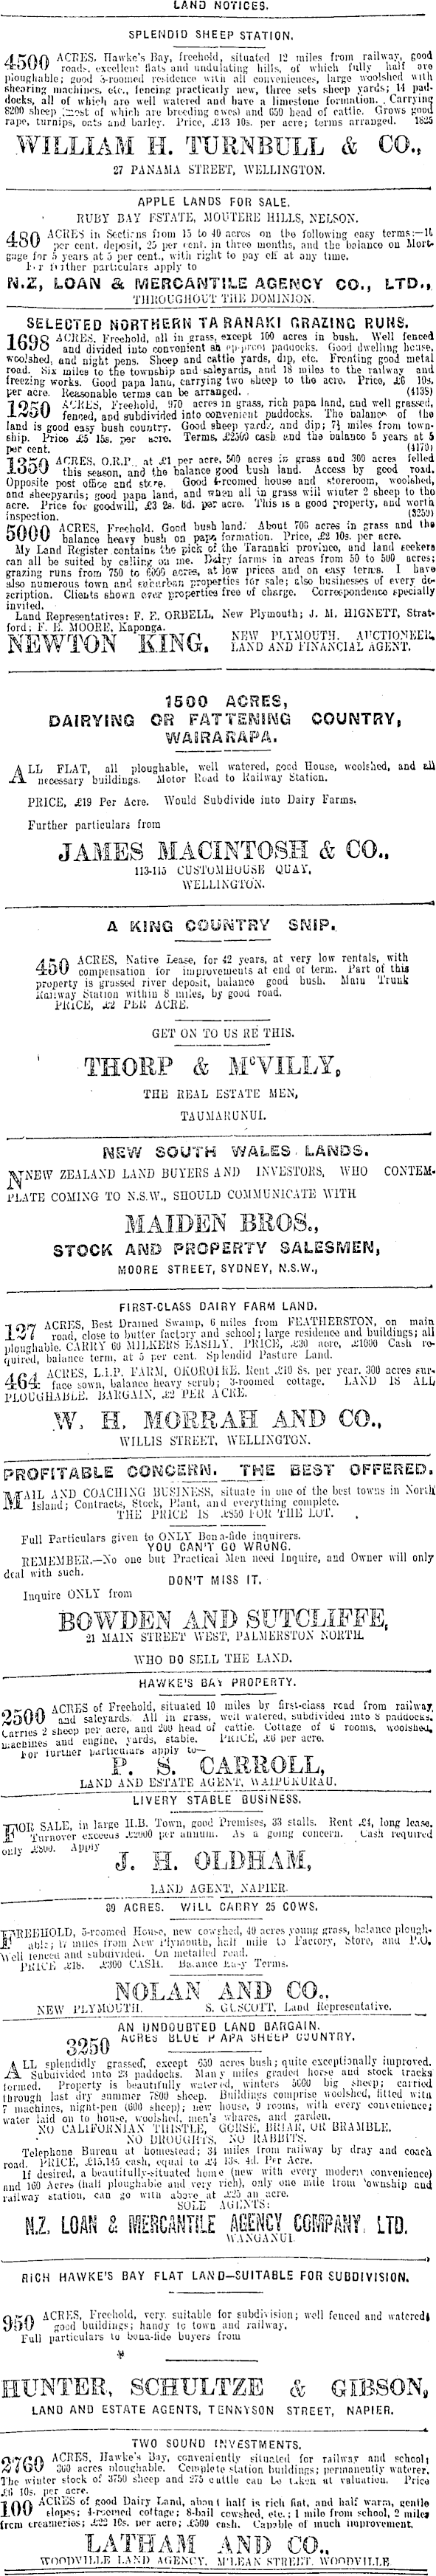 LAND NOTICES.
SPLENDID SHEEP STATION.
4500 ACRES, Hawke's Bay, freehold, situated 12 miles from railway, good
roads, excellent flats and undulating hills, of which fully half are
ploughable; good 5-roomed residence with all conveniences, large woolshed with
shearing machines, etc., fencing practically new, three sets sheep yards; 14 pad-
docks, all of which are well watered and have a limestone formation. Carrying
8200 sheep (most of which are breeding ewes) and 650 head of cattle. Grows good
rape, turnips, oats and barley. Price, £13 10s. per acre; terms arranged. 1825
WILLIAM H. TURNBULL & CO.,
27 PANAMA STREET, WELLINGTON.
APPLE LANDS FOR SALE.
RUBY BAY ESTATE, MOUTERE HILLS, NELSON.
480 ACRES in Sections from 15 to 40 acres on the following easy terms:—10
per cent. deposit, 25 per cent. in three months, and the balance on Mort-
gage for 5 years at 5 per cent., with right to pay off at any time.
For further particulars apply to
N.Z. LOAN & MERCANTILE AGENCY CO., LTD.,
THROUGHOUT THE DOMINION.
SELECTED NORTHERN TARANAKI GRAZING RUNS.
1698 ACRES, Freehold, all in grass, except 100 acres in bush. Well fenced
and divided into convenient paddocks. Good dwelling house,
woolshed, and night pens. Sheep and cattle yards, dip, etc. Fronting good metal
road. Six miles to the township and saleyards, and 18 miles to the railway and
freezing works. Good papa land, carrying two sheep to the acre. Price, £6 10s.
per acre. Reasonable terms can be arranged. (4135)
1250 ACRES, Freehold, 970 acres in grass, rich papa land, and well grassed,
fenced, and subdivided into convenient paddocks. The balance of the
land is good easy bush country. Good sheep yards, and dip; 7½ miles from town-
ship. Price £5 15s. per acre. Terms, £2500 cash and the balance 5 years at 5
per cent. (4179)
1350 ACRES, O.R.P., at £1 per acre, 500 acres in grass and 300 acres felled
this season, and the balance good bush land. Access by good road.
Opposite post office and store. Good 4-roomed house and storeroom, woolshed,
and sheepyards; good papa land, and when all in grass will winter 2 sheep to the
acre. Price for goodwill, £3 2s. 6d. per acre. This is a good property, and worth
inspection. (3259)
5000 ACRES, Freehold. Good bush land. About 706 acres in grass and the
balance heavy bush on papa formation. Price, £2 10s. per acre.
My Land Register contains the pick of the Taranaki province, and land seekers
can all be suited by calling on me. Dairy farms in areas from 50 to 500 acres;
grazing runs from 750 to 6000 acres, at low prices and on easy terms. I have
also numerous town and suburban properties for sale; also businesses of every de-
scription. Clients shown over properties free of charge. Correspondence specially
invited.
Land Representatives: F. E. ORBELL, New Plymouth; J. M. HIGNETT, Strat-
ford; F. E. MOORE, Kaponga.
NEWTON KING, NEW PLYMOUTH. AUCTIONEER,
LAND AND FINANCIAL AGENT.
1500 ACRES,
DAIRYING OR FATTENING COUNTRY,
WAIRARAPA.
ALL FLAT, all ploughable, well watered, good House, woolshed, and all
necessary buildings. Motor Road to Railway Station.
PRICE, £19 Per Acre. Would Subdivide into Dairy Farms.
Further particulars from
JAMES MACINTOSH & CO.,
113-115 CUSTOMHOUSE QUAY,
WELLINGTON.
A KING COUNTRY SNIP.
450 ACRES, Native Lease, for 42 years, at very low rentals, with
compensation for improvements at end of term. Part of this
property is grassed river deposit, balance good bush. Main Trunk
Railway Station within 8 miles, by good road.
PRICE, £2 PER ACRE.
GET ON TO US RE THIS.
THORP & McVILLY,
THE REAL ESTATE MEN,
TAUMARUNUI.
NEW SOUTH WALES LANDS.
NNEW ZEALAND LAND BUYERS AND INVESTORS, WHO CONTEM-
PLATE COMING TO N.S.W., SHOULD COMMUNICATE WITH
MAIDEN BROS.,
STOCK AND PROPERTY SALESMEN,
MOORE STREET, SYDNEY, N.S.W.,
FIRST-CLASS DAIRY FARM LAND.
127 ACRES, Best Drained Swamp, 6 miles from FEATHERSTON, on main
road, close to butter factory and school; large residence and buildings; all
ploughable. CARRY 60 MILKERS EASILY. PRICE, £30 acre, £1000 Cash re-
quired, balance term, at 5 per cent. Splendid Pasture Land.
464 ACRES, L.I.P. FARM, OKOROIRE. Rent £40 8s. per year. 300 acres sur-
face sown, balance heavy scrub; 3-roomed cottage. LAND IS ALL
PLOUGHABLE. BARGAIN, £2 PER ACRE.
W. H. MORRAH AND CO.,
WILLIS STREET, WELLINGTON.
PROFITABLE CONCERN. THE BEST OFFERED.
MAIL AND COACHING BUSINESS, situate in one of the best towns in North
Island; Contracts, Stock, Plant, and everything complete.
THE PRICE IS £850 FOR THE LOT.
Full Particulars given to ONLY Bona-fide inquirers.
YOU CAN'T GO WRONG.
REMEMBER.—No one but Practical Men need Inquire, and Owner will only
deal with such.
DON'T MISS IT.
Inquire ONLY from
BOWDEN AND SUTCLIFFE,
21 MAIN STREET WEST, PALMERSTON NORTH.
WHO DO SELL THE LAND.
HAWKE'S BAY PROPERTY.
2500 ACRES of Freehold, situated 10 miles by first-class road from railway,
and saleyards. All in grass, well watered, subdivided into 8 paddocks.
Carries 2 sheep per acre, and 200 head of cattle. Cottage of 6 rooms, woolshed,
machines and engine, yards, stable. PRICE, £6 per acre.
For further particulars apply to—
P. S. CARROLL,
LAND AND ESTATE AGENT, WAIPUKURAU.
LIVERY STABLE BUSINESS.
FOR SALE, in large H.B. Town, good Premises, 33 stalls. Rent £4, long lease.
Turnover exceeds £2000 per annum. As a going concern. Cash required
only £800. Apply
J. H. OLDHAM,
LAND AGENT, NAPIER.
89 ACRES. WILL CARRY 25 COWS.
FREEHOLD, 5-roomed House, new cowshed, 40 acres young grass, balance plough-
able; 17 miles from New Plymouth, half mile to Factory, Store, and P.O.
Well fenced and subdivided. On metalled road.
PRICE £18. £300 CASH. Balance Easy Terms.
NOLAN AND CO.,
NEW PLYMOUTH. S. GUSCOTT, Land Representative.
AN UNDOUBTED LAND BARGAIN.
3250 ACRES BLUE PAPA SHEEP COUNTRY.
ALL splendidly grassed, except 650 acres bush; quite exceptionally improved.
Subdivided into 23 paddocks. Many miles graded horse and stock tracks
formed. Property is beautifully watered, winters 5600 big sheep; carried
through last dry summer 7800 sheep. Buildings comprise woolshed, fitted with
7 machines, night-pen (600 sheep); new house, 9 rooms, with every convenience;
water laid on to house, woolshed, men's whares, and garden.
NO CALIFORNIAN THISTLE, GORSE, BRIAR, OR BRAMBLE.
NO DROUGHTS, NO RABBITS.
Telephone Bureau at homestead; 34 miles from railway by dray and coach
road. PRICE, £15,145 cash, equal to £4 13s. 4d. Per Acre.
If desired, a beautifully-situated home (new with every modern convenience)
and 160 Acres (half ploughable and very rich), only one mile from township and
railway station, can go with above at £25 an acre.
SOLE AGENTS:
N.Z. LOAN & MERCANTILE AGENCY COMPANY, LTD.
WANGANUI.
RICH HAWKE'S BAY FLAT LAND—SUITABLE FOR SUBDIVISION.
950 ACRES, Freehold, very suitable for subdivision; well fenced and watered;
good buildings; handy to town and railway.
Full particulars to bona-fide buyers from
HUNTER, SCHULTZE & GIBSON,
LAND AND ESTATE AGENTS, TENNYSON STREET, NAPIER.
TWO SOUND INVESTMENTS.
2760 ACRES, Hawke's Bay, conveniently situated for railway and school;
300 acres ploughable. Complete station buildings; permanently waterer.
The winter stock of 3750 sheep and 275 cattle can be taken at valuation. Price
£6 10s. per acre.
100 ACRES of good Dairy Land, about half is rich flat, and half warm, gentle
slopes; 4-roomed cottage; 8-bail cowshed, etc.; 1 mile from school, 2 miles
from creameries; £22 10s. per acre; £500 cash. Capable of much improvement.
LATHAM AND CO.,
WOODVILLE LAND AGENCY, M'LEAN STREET, WOODVILLE